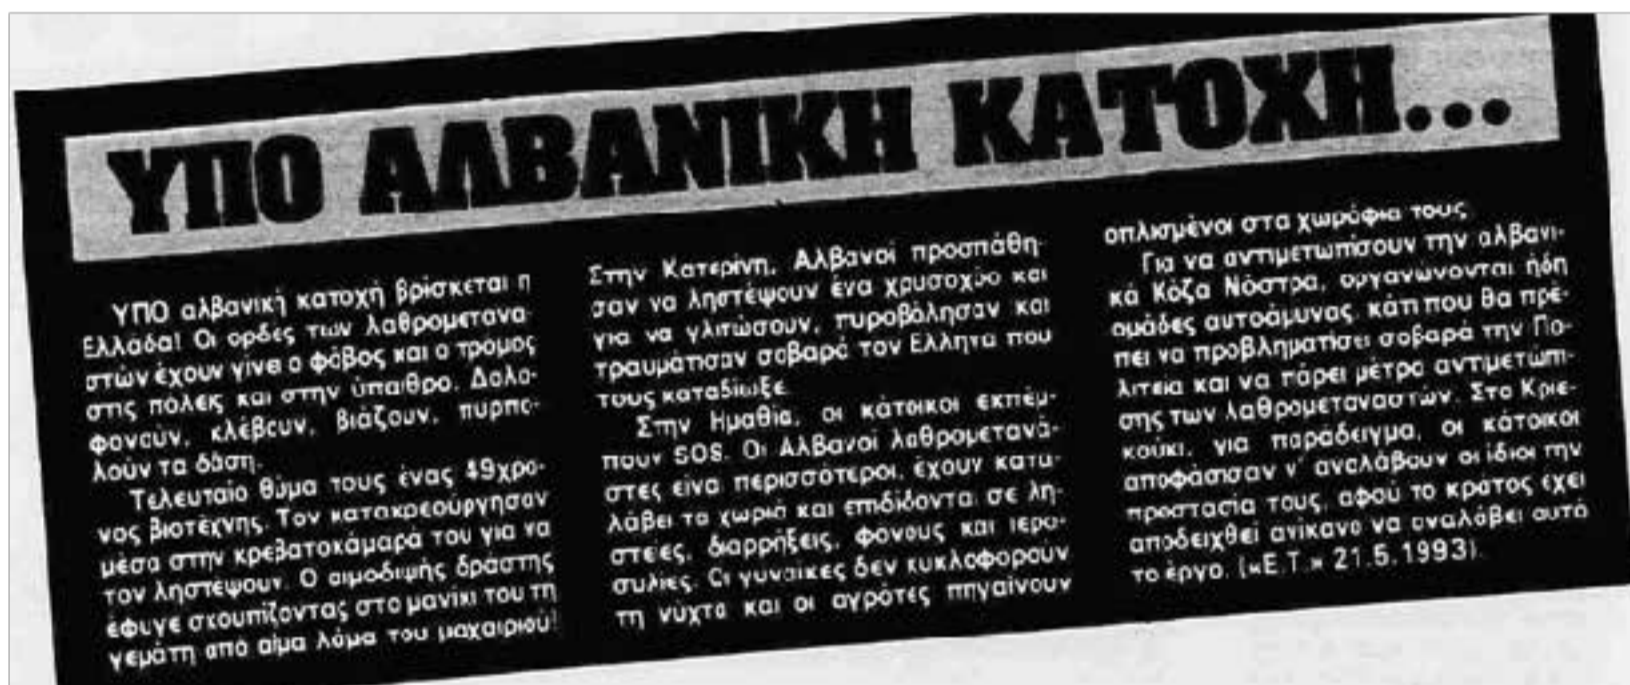 ΥΠΟ ΑΛΒΑΝΙΚΗ ΚΑΤΟΧΗ...
ΥΠΟ αλβανική κατοχή βρίσκεται η
Ελλάδα! Οι ορδές των λαθρομετανα-
στών έχουν γίνει ο φόβος και ο τρόμος
στις πόλεις και στην ύπαιθρο. Δολο-
φονούν, κλέβουν, βιάζουν, πυρπο-
λούν τα δάση.
Τελευταίο θύμα τους ένας 49χρο-
νος βιοτέχνης. Τον κατακρεούργησαν
μέσα στην κρεβατοκάμαρά του για να
τον ληστέψουν. Ο αιμοδιψής δράστης
έφυγε σκουπίζοντας στο μανίκι του τη
γεμάτη από αίμα λάμα του μαχαιριού!
Στην Κατερίνη, Αλβανοί προσπάθη-
σαν να ληστέψουν ένα χρυσοχόο και
για να γλιτώσουν, πυροβόλησαν και
τραυμάτισαν σοβαρά τον Ελληνα που
τους καταδίωξε.
Στην Ημαθία, οι κάτοικοι εκπέμ-
πουν SOS. Οι Αλβανοί λαθρομετανά-
στες είναι περισσότεροι, έχουν κατα-
λάβει τα χωριά και επιδίδονται σε λη-
στείες, διαρρήξεις, φόνους και ιερο-
συλίες. Οι γυναίκες δεν κυκλοφορούν
τη νύχτα και οι αγρότες πηγαίνουν
οπλισμένοι στα χωράφια τους.
Για να αντιμετωπίσουν την αλβανι-
κά Κόζα Νόστρα, οργανώνονται ήδη
ομάδες αυτοάμυνας, κάτι που θα πρέ-
πει να προβληματίσει σοβαρά την Πο-
λιτεία και να πάρει μέτρα αντιμετώπι-
σης των λαθρομεταναστών. Στο Κριε-
κούκι, για παράδειγμα, οι κάτοικοι
αποφάσισαν ν' αναλάβουν οι ίδιοι την
προστασία τους, αφού το κράτος έχει
αποδειχθεί ανίκανο να αναλάβει αυτό
το έργο. («Ε.Τ.» 21.5.1993).